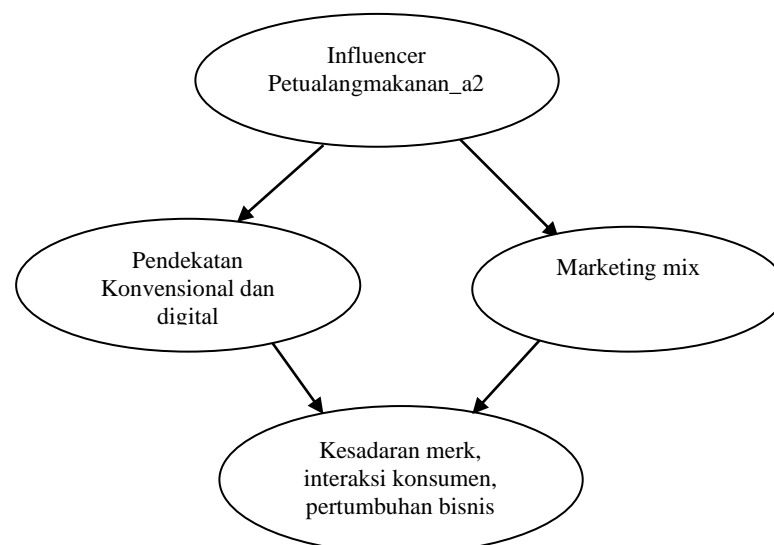 Influencer
Petualangmakanan_a2
Pendekatan
Konvensional dan
digital
Marketing mix
Kesadaran merk,
interaksi konsumen,
pertumbuhan bisnis